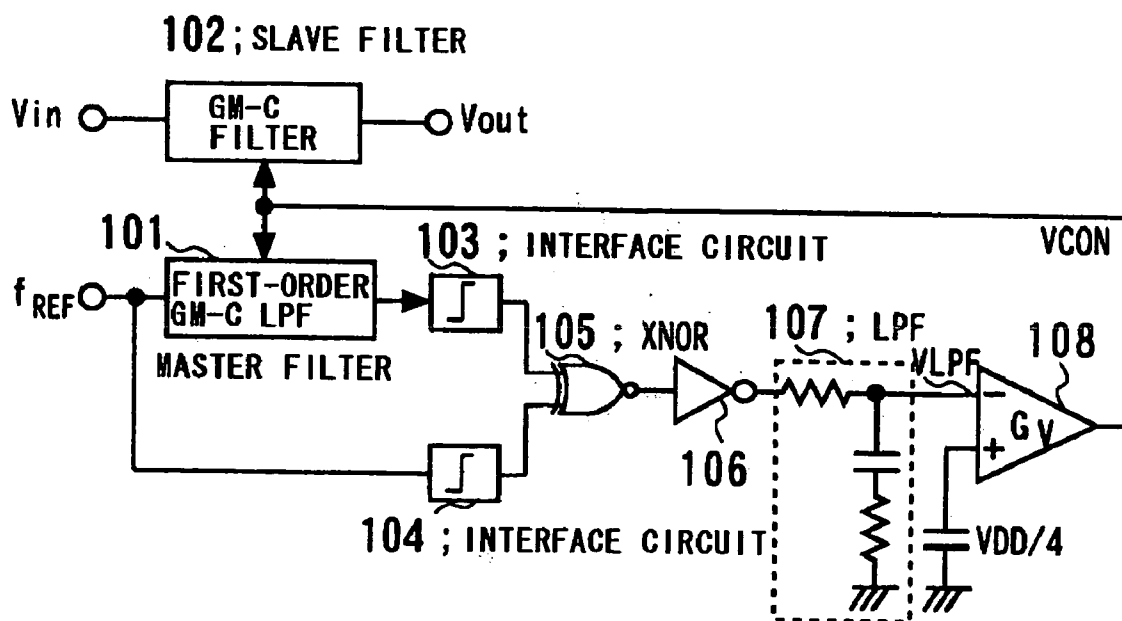 102 ; SLAVE FILTER
Vin
GM-C
FILTER
Vout
101
103 ; INTERFACE CIRCUIT
VCON
fREF
FIRST-ORDER
GM-C LPF
MASTER FILTER
105 ; XNOR
107 ; LPF
108
VLPF
−
GV
+
106
104 ; INTERFACE CIRCUIT
VDD/4